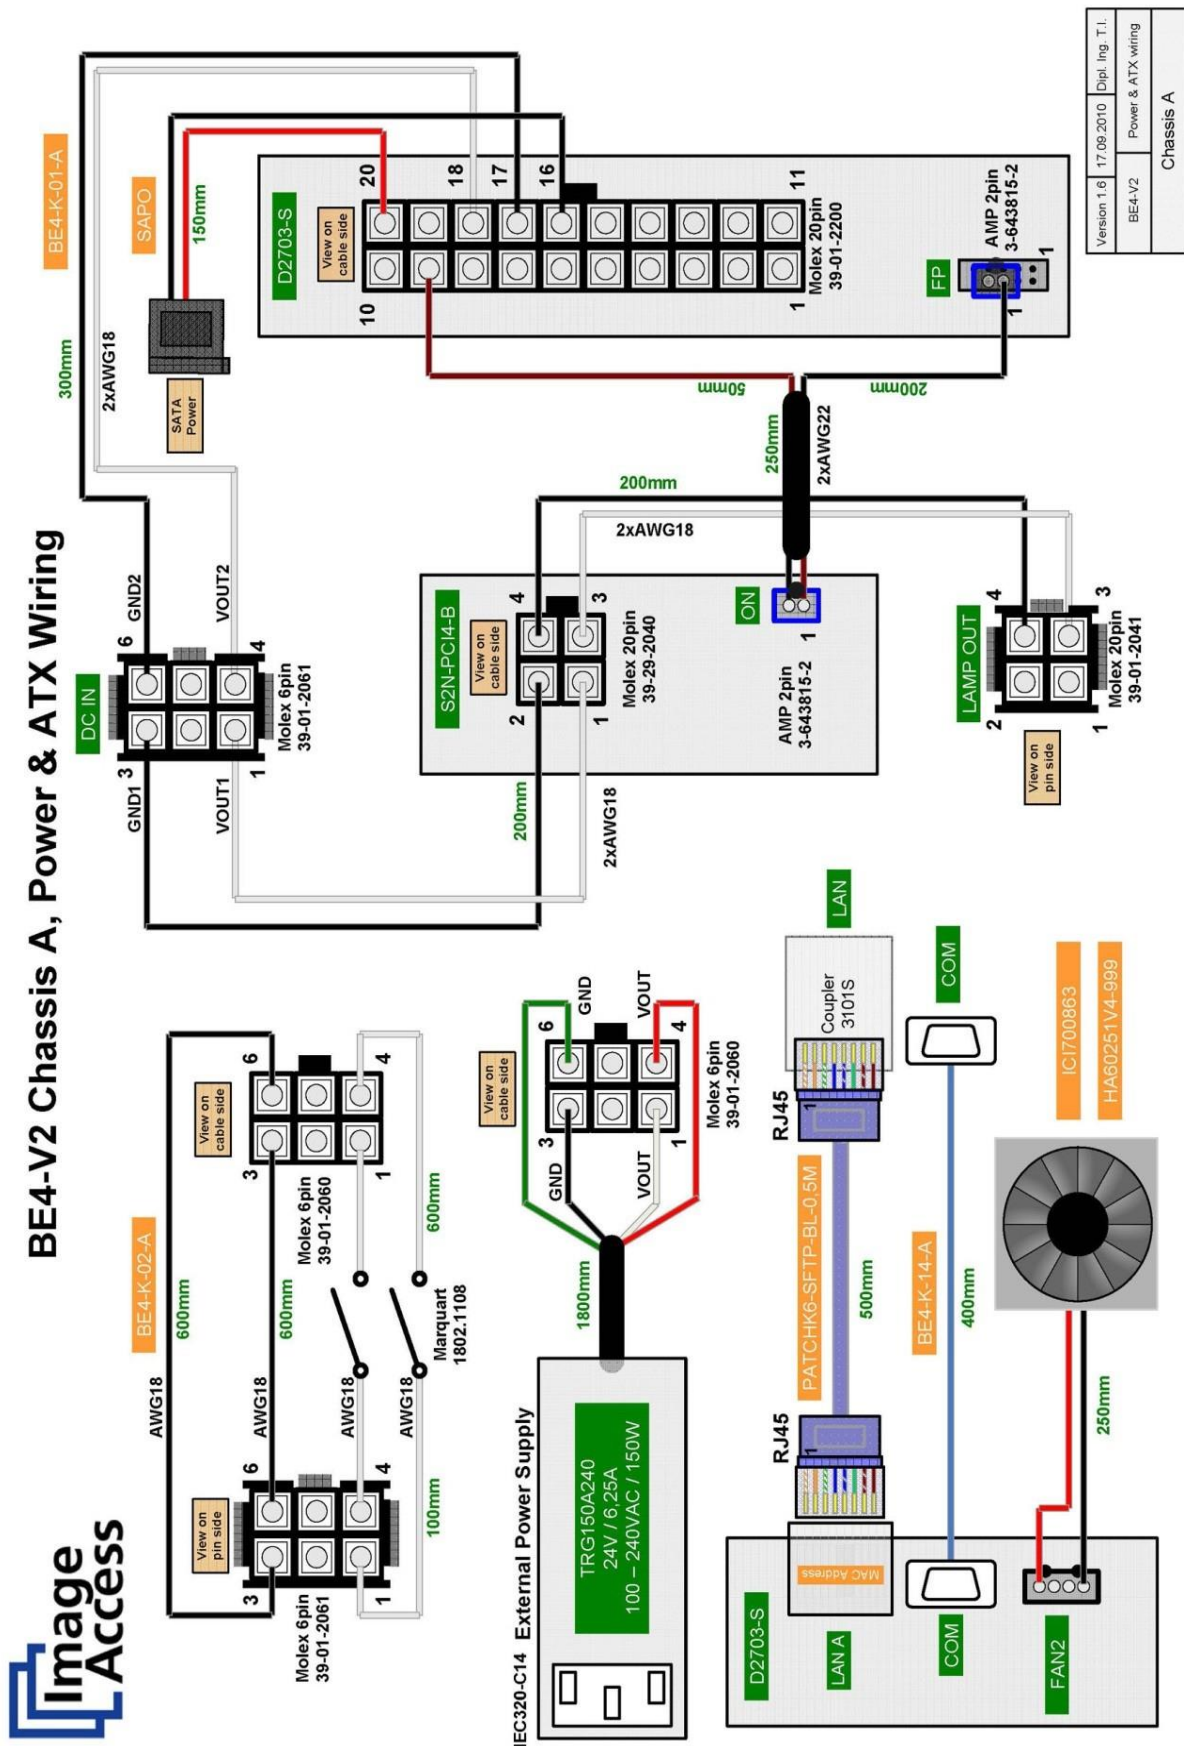 Image
Access
BE4-V2 Chassis A, Power & ATX Wiring
BE4-K-02-A
600mm
AWG18
View on
pin side
6
3
4
1
Molex 6pin
39-01-2061
AWG18
600mm
AWG18
AWG18
100mm
Marquart
1802.1108
600mm
View on
cable side
6
3
4
1
Molex 6pin
39-01-2060
DC IN
3
6
1
4
GND1
GND2
VOUT1
VOUT2
Molex 6pin
39-01-2061
300mm
BE4-K-01-A
2xAWG18
SAPO
150mm
SATA
Power
IEC320-C14
External Power Supply
TRG150A240
24V / 6,25A
100 – 240VAC / 150W
1800mm
View on
cable side
3
6
1
4
GND
GND
VOUT
VOUT
Molex 6pin
39-01-2060
200mm
2xAWG18
S2N-PCI4-B
View on
cable side
2
4
1
3
Molex 20pin
39-29-2040
ON
1
AMP 2pin
3-643815-2
200mm
2xAWG18
250mm
2xAWG22
50mm
200mm
D2703-S
View on
cable side
10
20
18
17
16
1
11
Molex 20pin
39-01-2200
FP
1
1
AMP 2pin
3-643815-2
LAMP OUT
View on
pin side
2
4
1
3
Molex 20pin
39-01-2041
D2703-S
LAN A
MAC Address
RJ45
1
PATCHK6-SFTP-BL-0,5M
500mm
RJ45
1
Coupler
3101S
LAN
COM
BE4-K-14-A
400mm
COM
FAN2
250mm
ICI700863
HA60251V4-999
Version 1.6
17.09.2010
Dipl. Ing. T.I.
BE4-V2
Power & ATX wiring
Chassis A